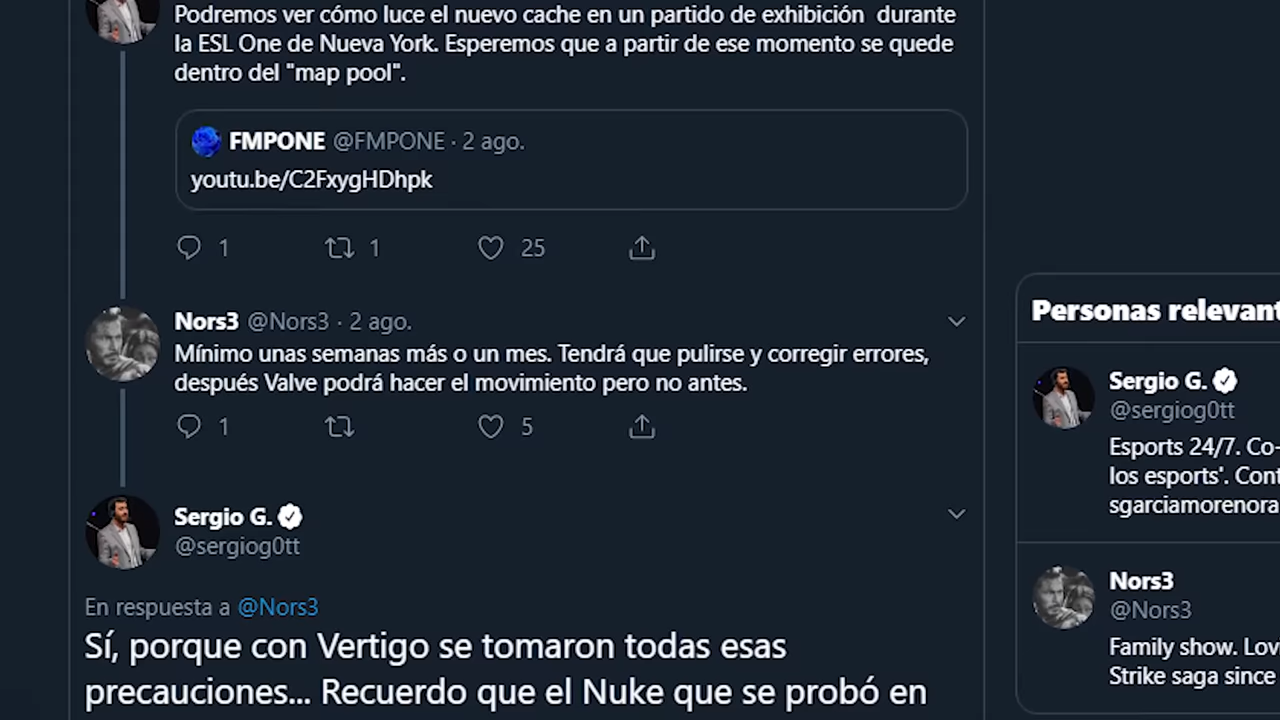 Podremos ver cómo luce el nuevo cache en un partido de exhibición durante
la ESL One de Nueva York. Esperemos que a partir de ese momento se quede
dentro del "map pool".
FMPONE @FMPONE · 2 ago.
youtu.be/C2FxygHDhpk
1 1 25
Nors3 @Nors3 · 2 ago.
Mínimo unas semanas más o un mes. Tendrá que pulirse y corregir errores,
después Valve podrá hacer el movimiento pero no antes.
1 5
Sergio G.
@sergiog0tt
En respuesta a @Nors3
Sí, porque con Vertigo se tomaron todas esas
precauciones... Recuerdo que el Nuke que se probó en
Personas relevant
Sergio G.
@sergiog0tt
Esports 24/7. Co-
los esports'. Cont
sgarciamorenora
Nors3
@Nors3
Family show. Lov
Strike saga since